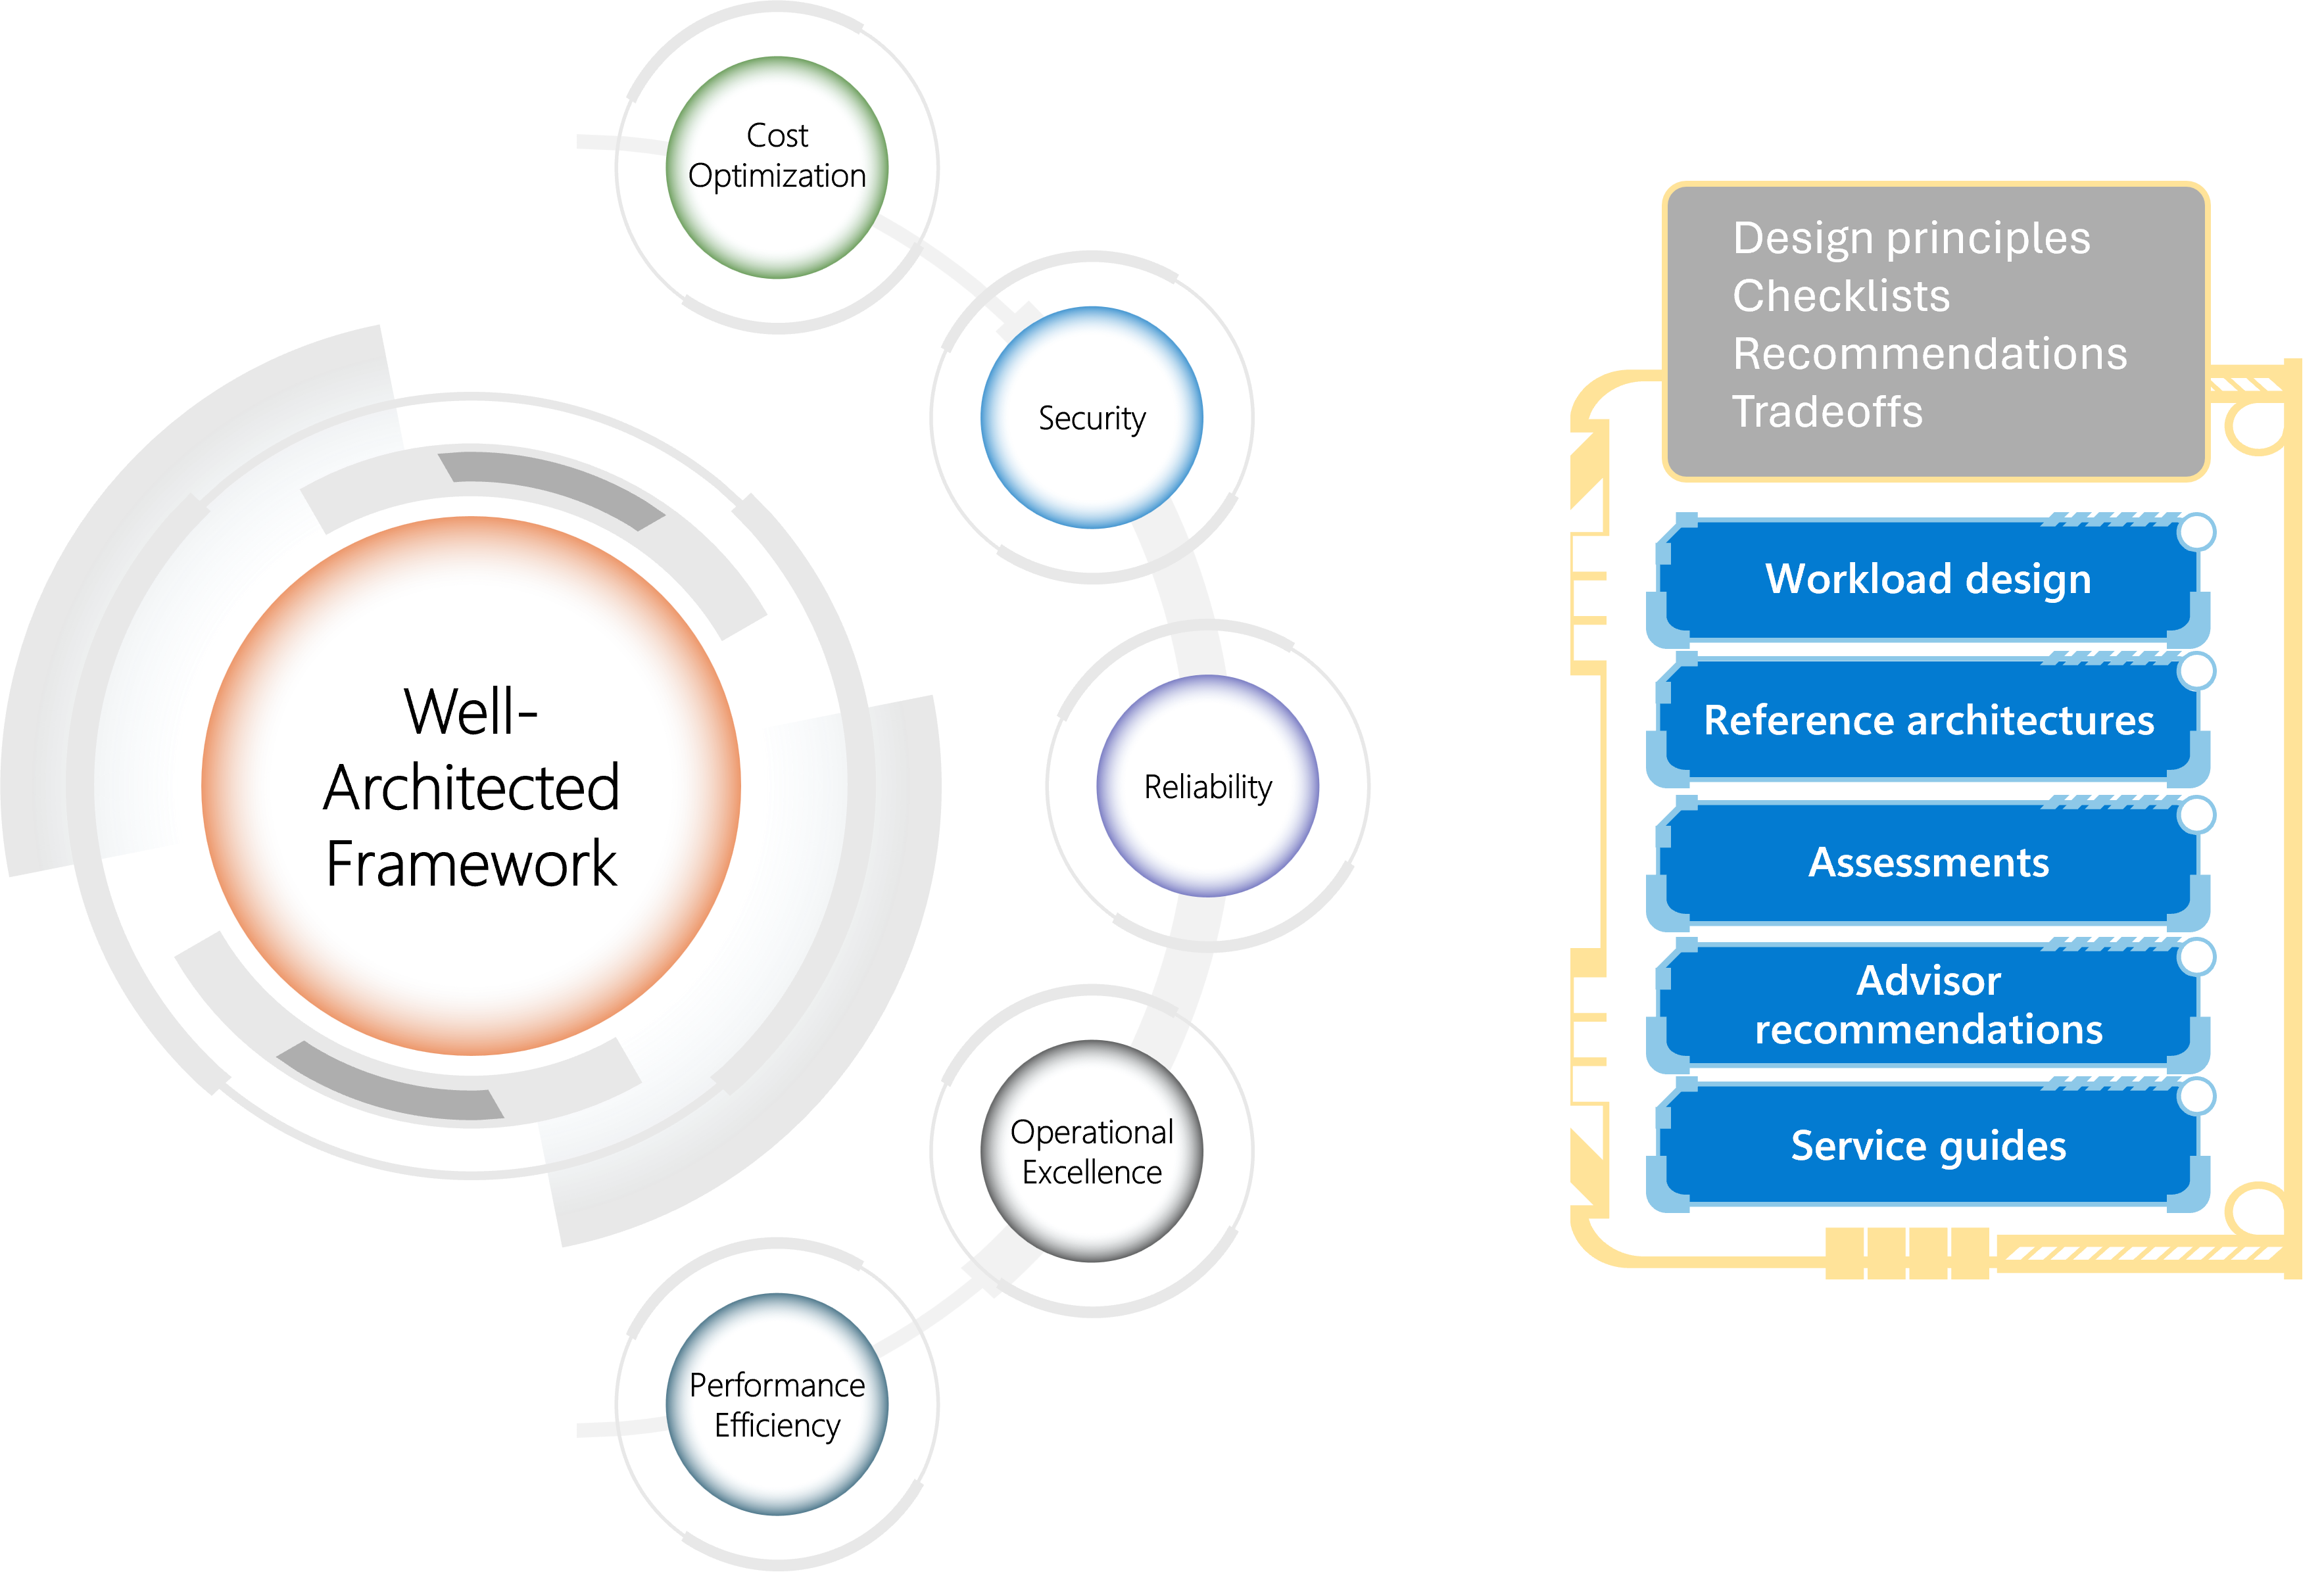 Well-
Architected
Framework
Cost
Optimization
Security
Reliability
Operational
Excellence
Performance
Efficiency
Design principles
Checklists
Recommendations
Tradeoffs
Workload design
Reference architectures
Assessments
Advisor
recommendations
Service guides